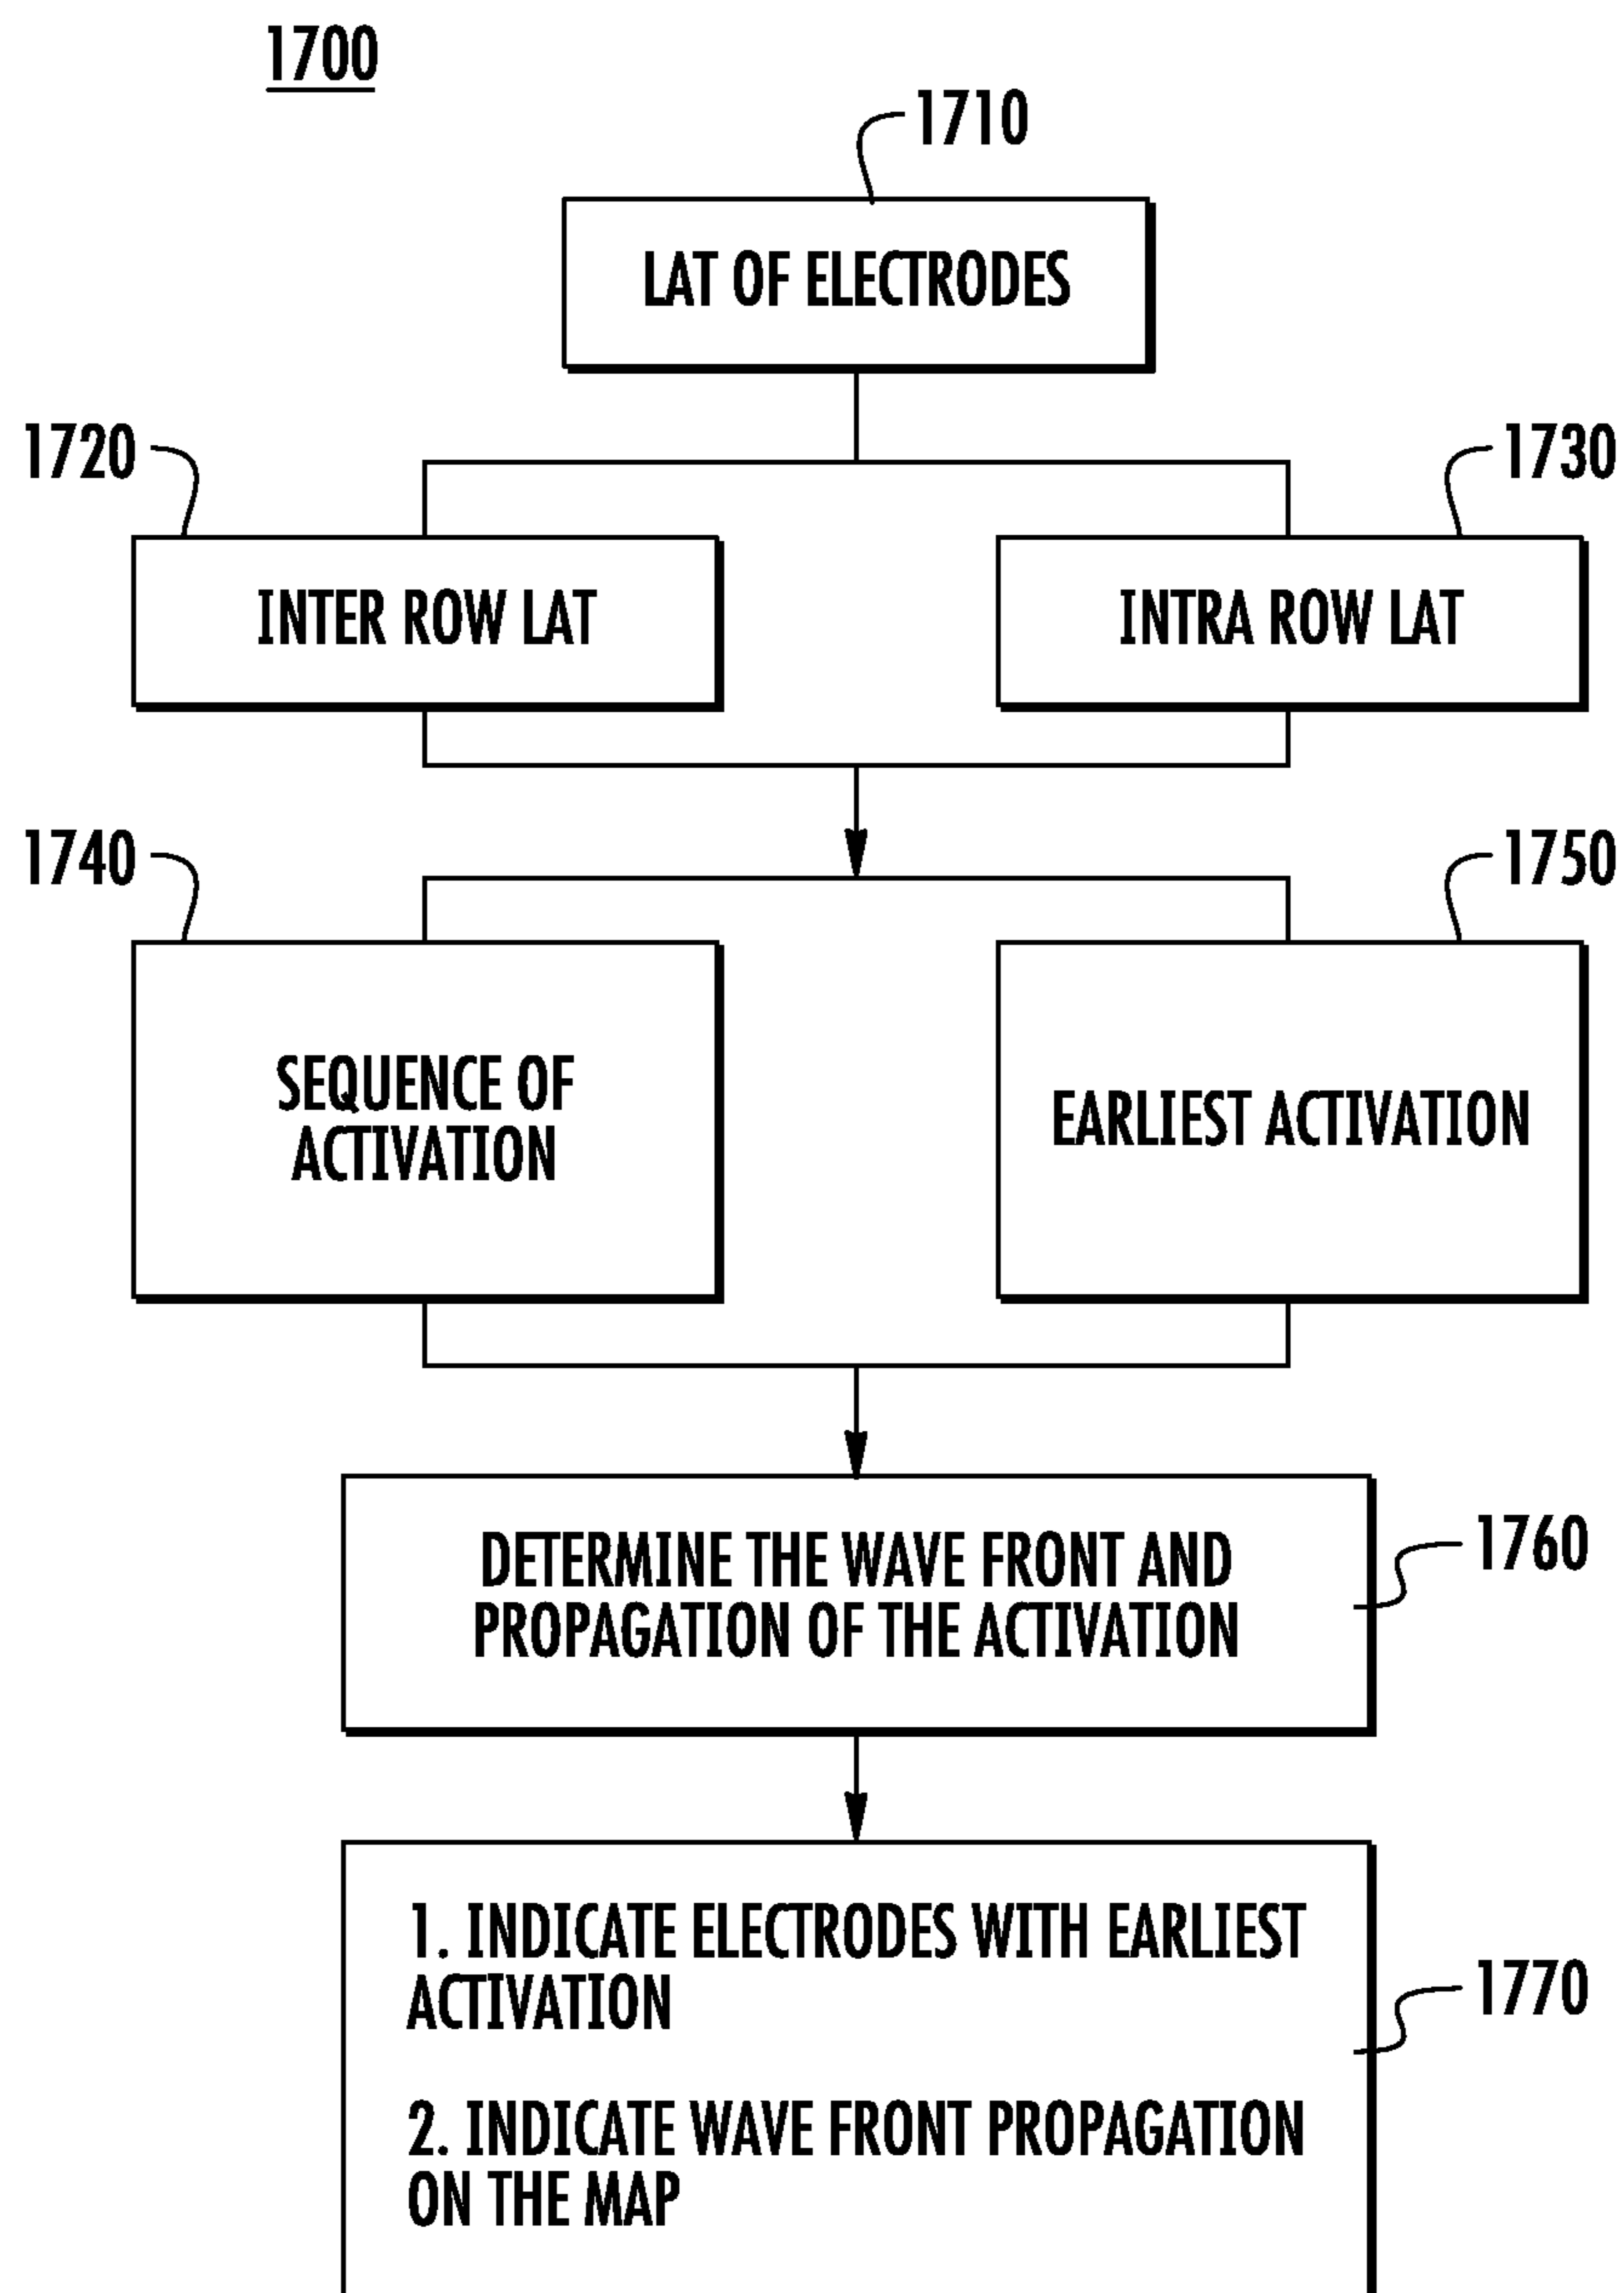 1700
1710
LAT OF ELECTRODES
1720
1730
INTER ROW LAT
INTRA ROW LAT
1740
1750
SEQUENCE OF
ACTIVATION
EARLIEST ACTIVATION
DETERMINE THE WAVE FRONT AND
PROPAGATION OF THE ACTIVATION
1760
1. INDICATE ELECTRODES WITH EARLIEST
ACTIVATION
1770
2. INDICATE WAVE FRONT PROPAGATION
ON THE MAP